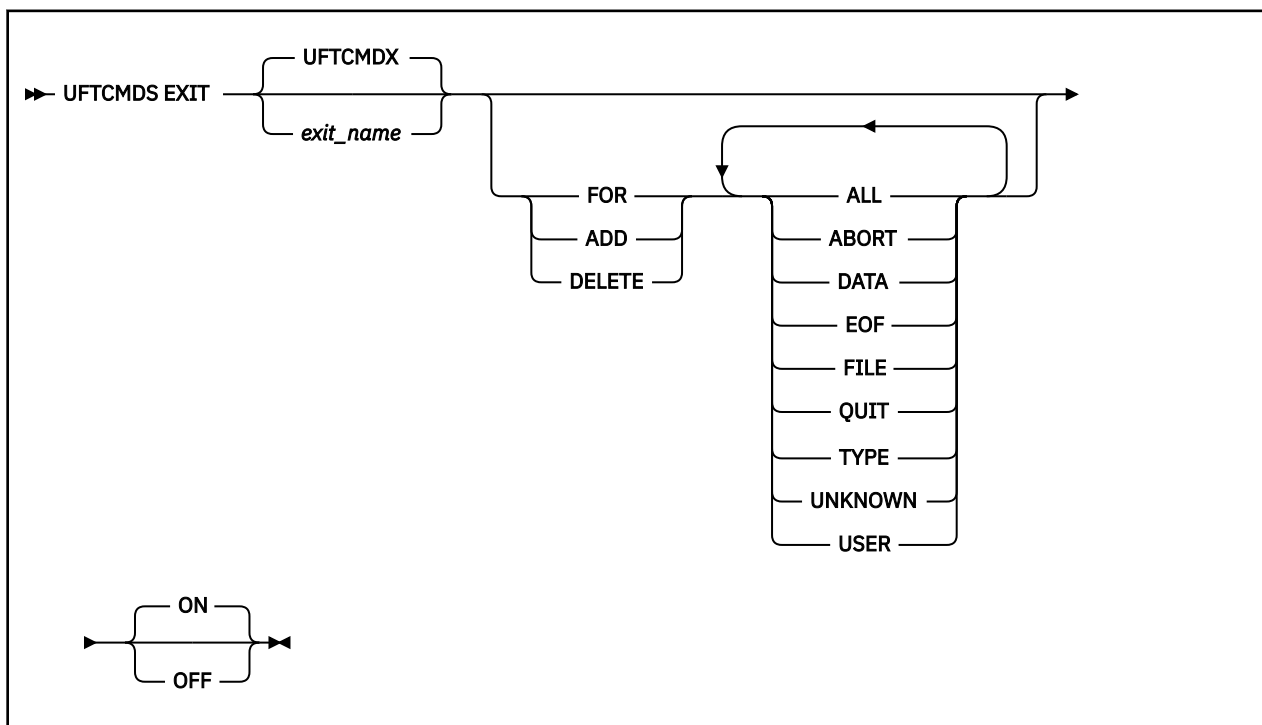 UFTCMDX
UFTCMDS EXIT
exit_name
FOR
ADD
DELETE
ALL
ABORT
DATA
EOF
FILE
QUIT
TYPE
UNKNOWN
USER
ON
OFF